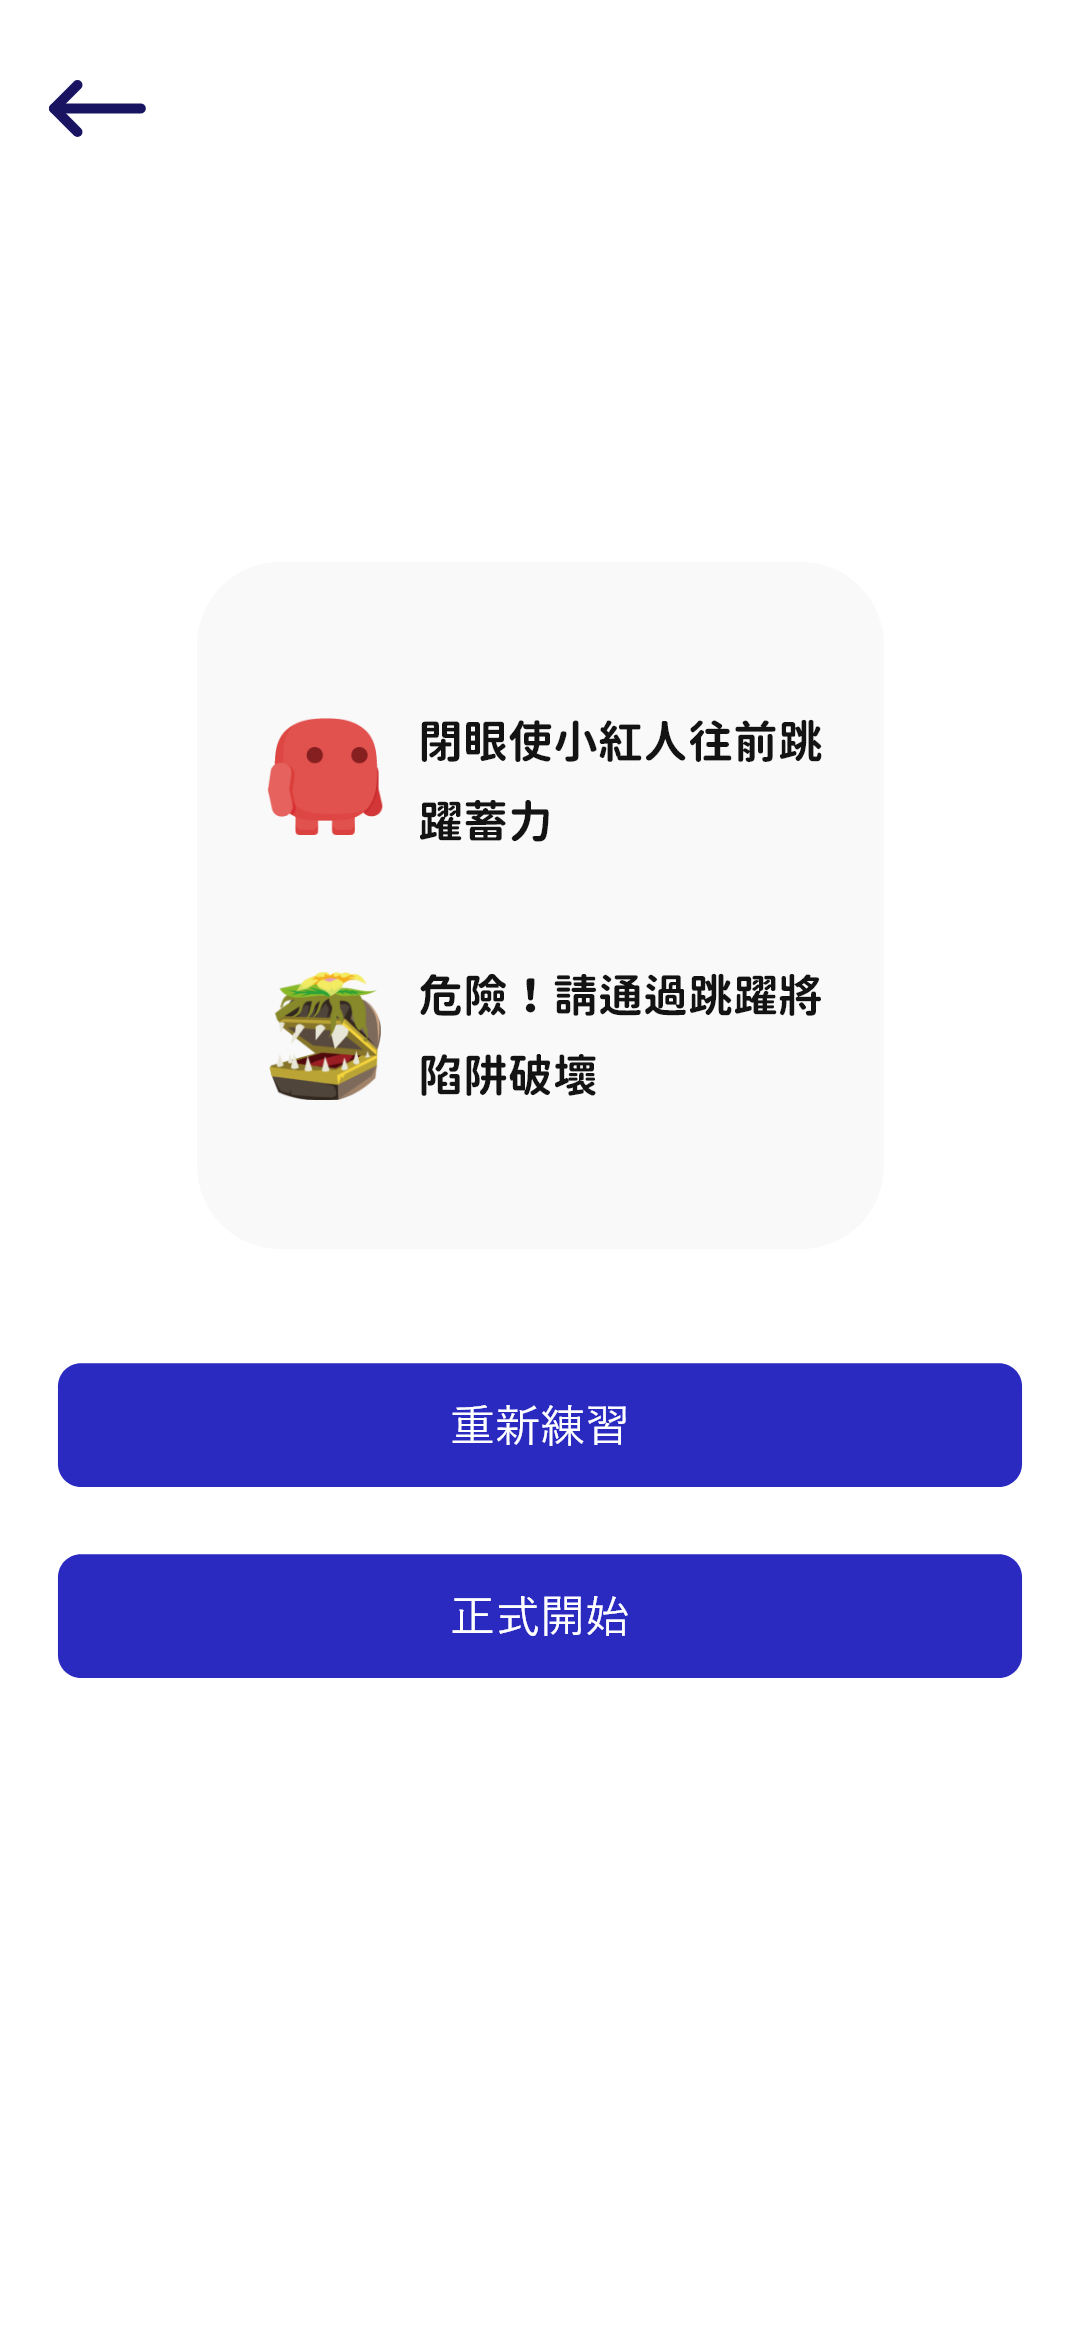 閉眼使小紅人往前跳
躍蓄力
危險！請通過跳躍將
陷阱破壞
重新練習
正式開始